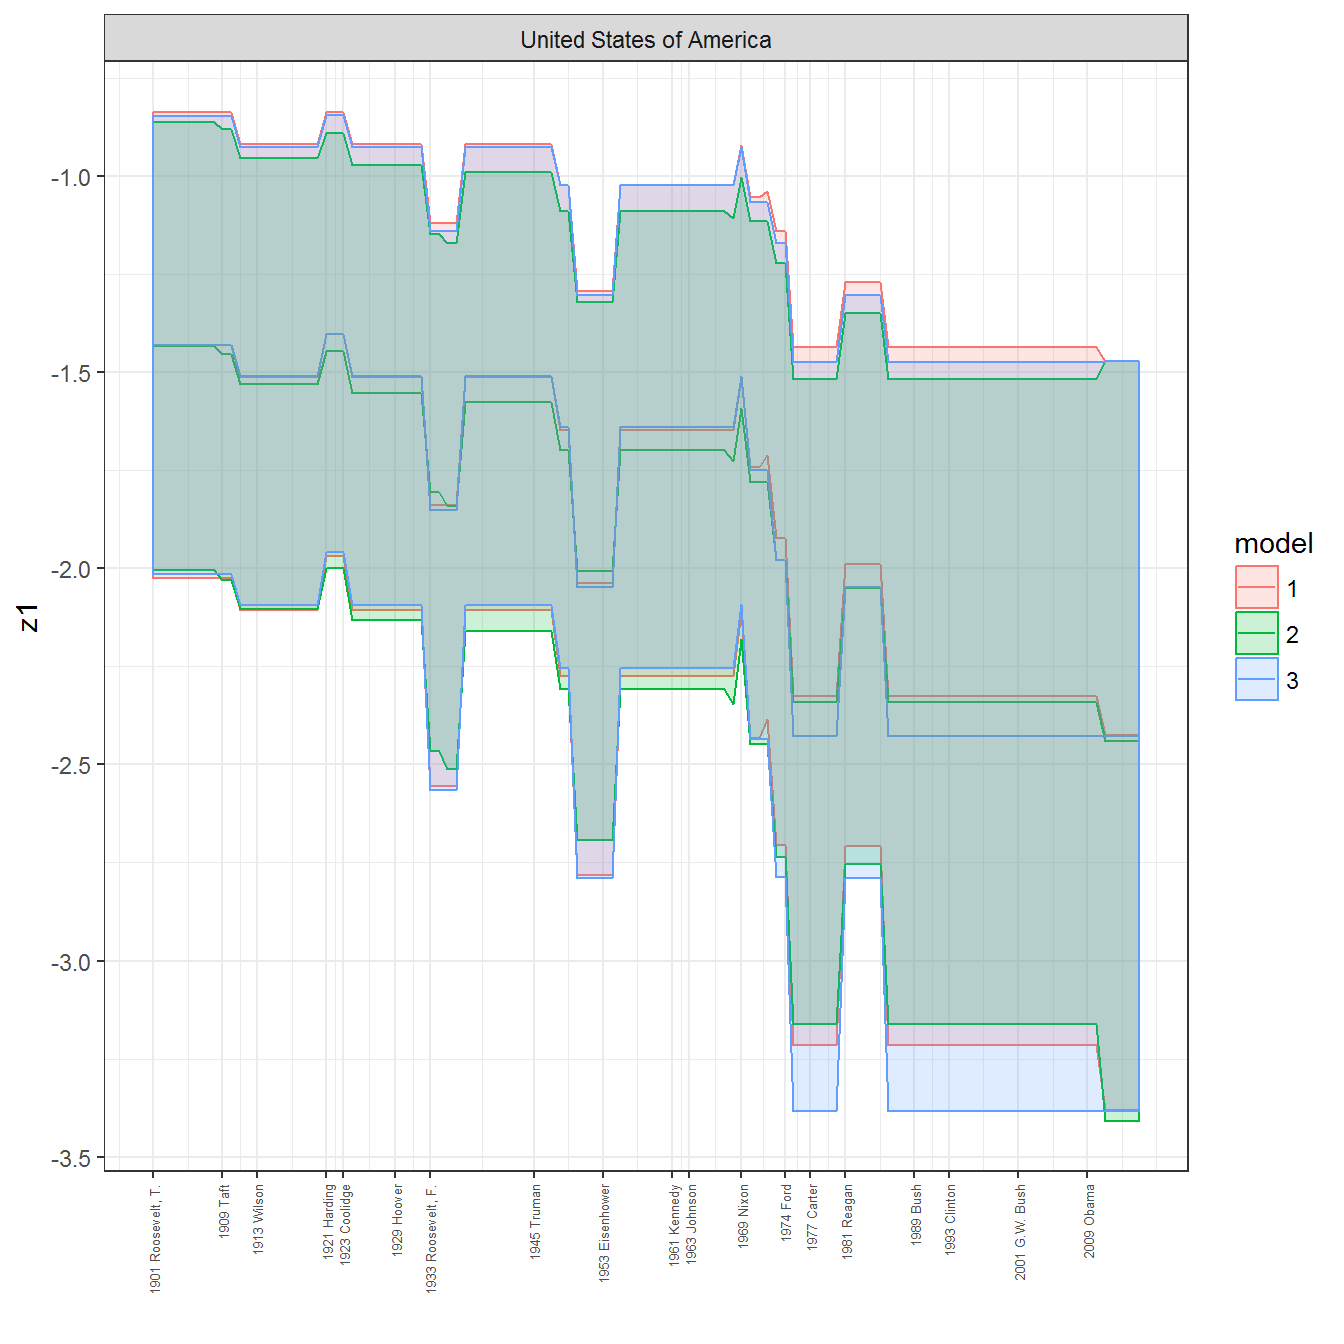 United States of America
z1
-1.0
-1.5
-2.0
-2.5
-3.0
-3.5
1901 Roosevelt, T.
1909 Taft
1913 Wilson
1921 Harding
1923 Coolidge
1929 Hoover
1933 Roosevelt, F.
1945 Truman
1953 Eisenhower
1961 Kennedy
1963 Johnson
1969 Nixon
1974 Ford
1977 Carter
1981 Reagan
1989 Bush
1993 Clinton
2001 G.W. Bush
2009 Obama
model
1
2
3